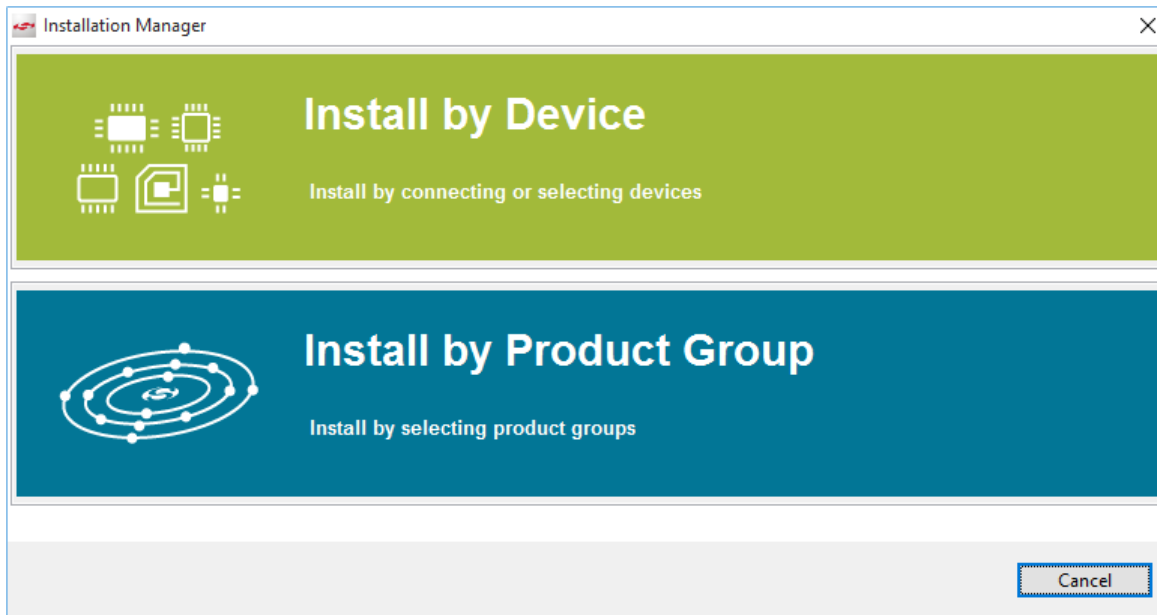 Installation Manager
Install by Device
Install by connecting or selecting devices
Install by Product Group
Install by selecting product groups
Cancel